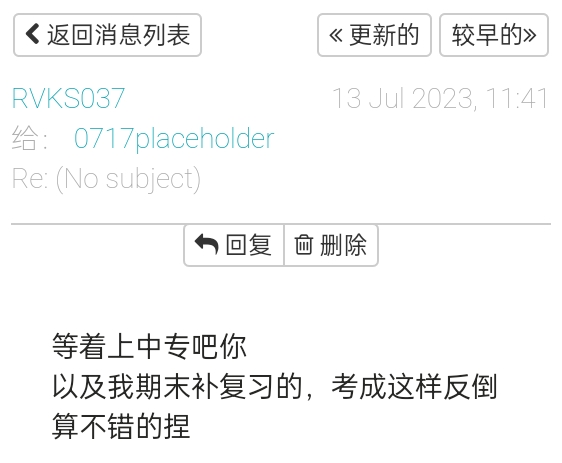 返回消息列表 « 更新的 较早的»
RVKS037 13 Jul 2023, 11:41
给: 0717placeholder
Re: (No subject)
回复 删除
等着上中专吧你
以及我期末补复习的，考成这样反倒
算不错的捏